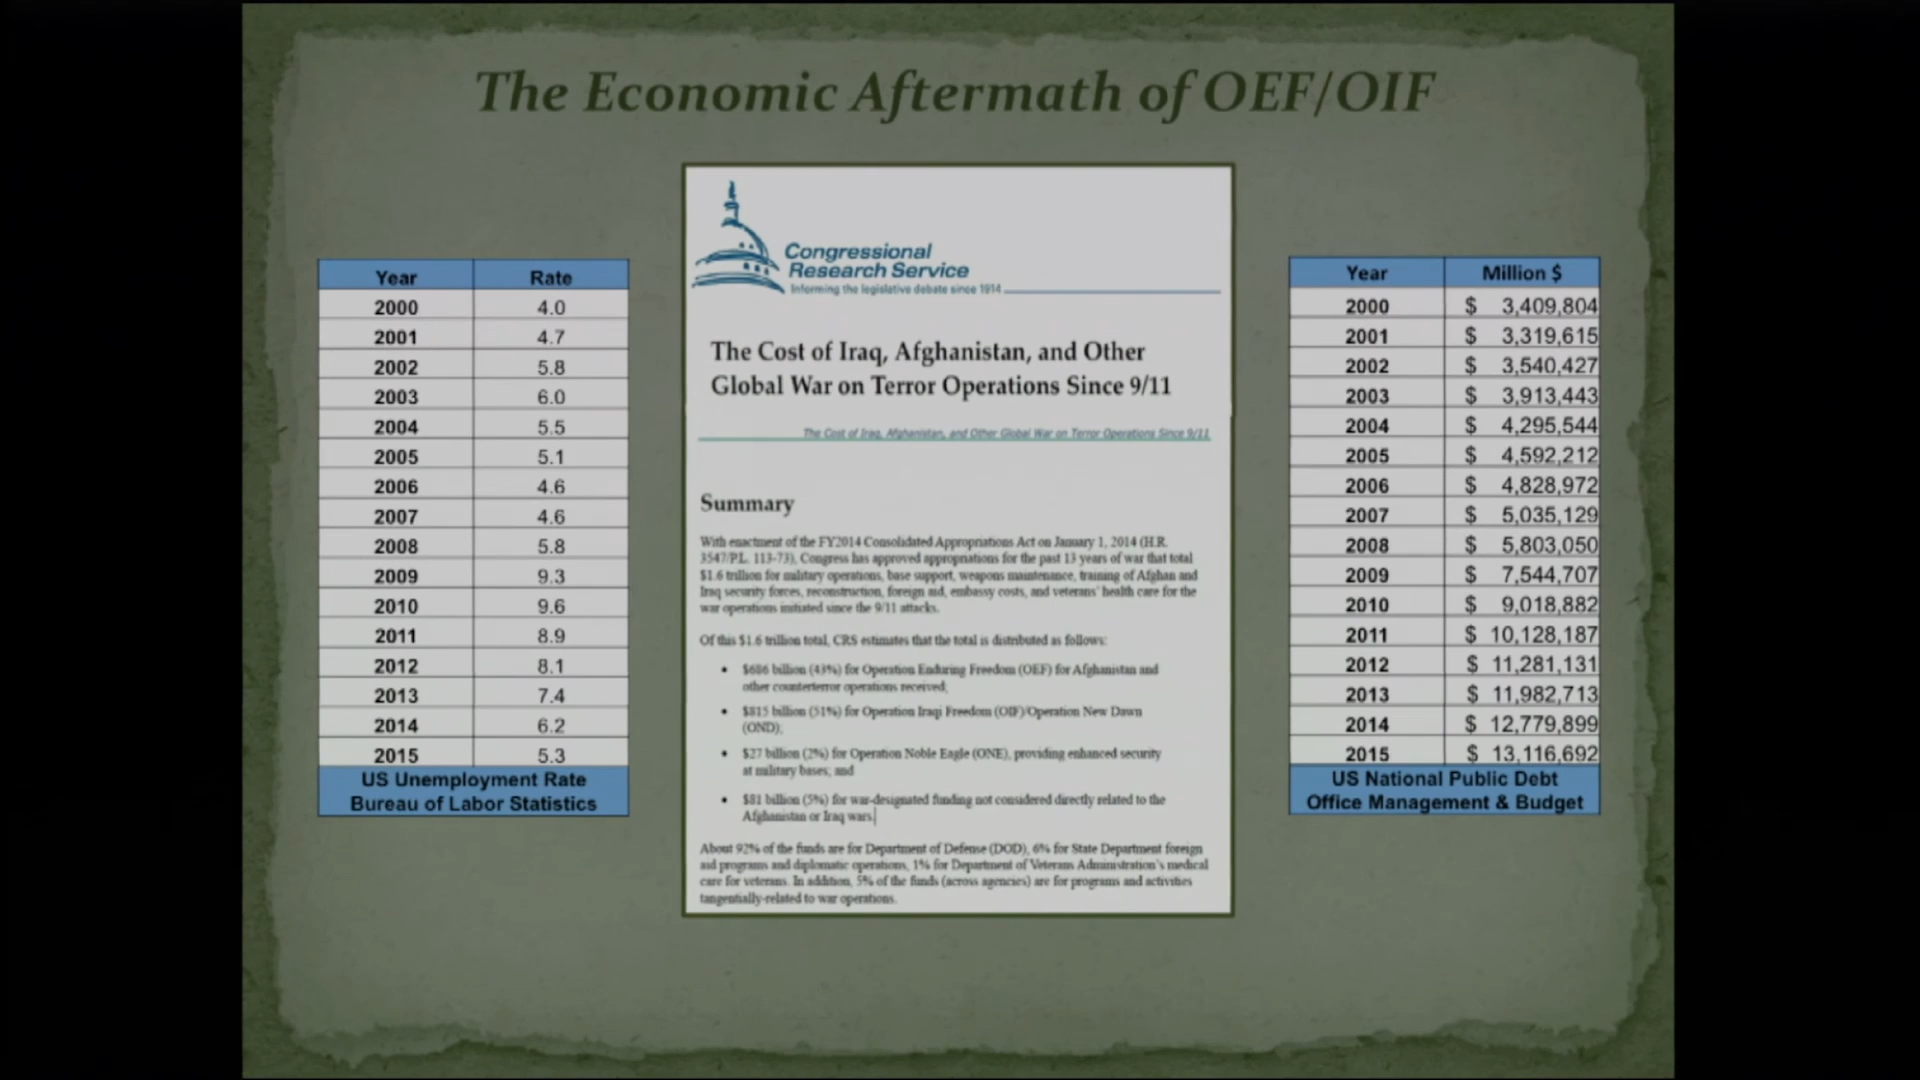 The Economic Aftermath of OEF/OIF
Year Rate
2000 4.0
2001 4.7
2002 5.8
2003 6.0
2004 5.5
2005 5.1
2006 4.6
2007 4.6
2008 5.8
2009 9.3
2010 9.6
2011 8.9
2012 8.1
2013 7.4
2014 6.2
2015 5.3
US Unemployment Rate
Bureau of Labor Statistics
Congressional
Research Service
Informing the legislative debate since 1914
The Cost of Iraq, Afghanistan, and Other
Global War on Terror Operations Since 9/11
The Cost of Iraq, Afghanistan, and Other Global War on Terror Operations Since 9/11
Summary
With enactment of the FY2014 Consolidated Appropriations Act on January 1, 2014 (H.R.
3547/P.L. 113-73), Congress has approved appropriations for the past 13 years of war that total
$1.6 trillion for military operations, base support, weapons maintenance, training of Afghan and
Iraq security forces, reconstruction, foreign aid, embassy costs, and veterans' health care for the
war operations initiated since the 9/11 attacks.
Of this $1.6 trillion total, CRS estimates that the total is distributed as follows:
• $686 billion (43%) for Operation Enduring Freedom (OEF) for Afghanistan and
other counterterror operations received;
• $815 billion (51%) for Operation Iraqi Freedom (OIF)/Operation New Dawn
(OND);
• $27 billion (2%) for Operation Noble Eagle (ONE), providing enhanced security
at military bases; and
• $81 billion (5%) for war-designated funding not considered directly related to the
Afghanistan or Iraq wars.
About 92% of the funds are for Department of Defense (DOD), 6% for State Department foreign
aid programs and diplomatic operations, 1% for Department of Veterans Administration's medical
care for veterans. In addition, 5% of the funds (across agencies) are for programs and activities
tangentially-related to war operations.
Year Million $
2000 $ 3,409,804
2001 $ 3,319,615
2002 $ 3,540,427
2003 $ 3,913,443
2004 $ 4,295,544
2005 $ 4,592,212
2006 $ 4,828,972
2007 $ 5,035,129
2008 $ 5,803,050
2009 $ 7,544,707
2010 $ 9,018,882
2011 $ 10,128,187
2012 $ 11,281,131
2013 $ 11,982,713
2014 $ 12,779,899
2015 $ 13,116,692
US National Public Debt
Office Management & Budget